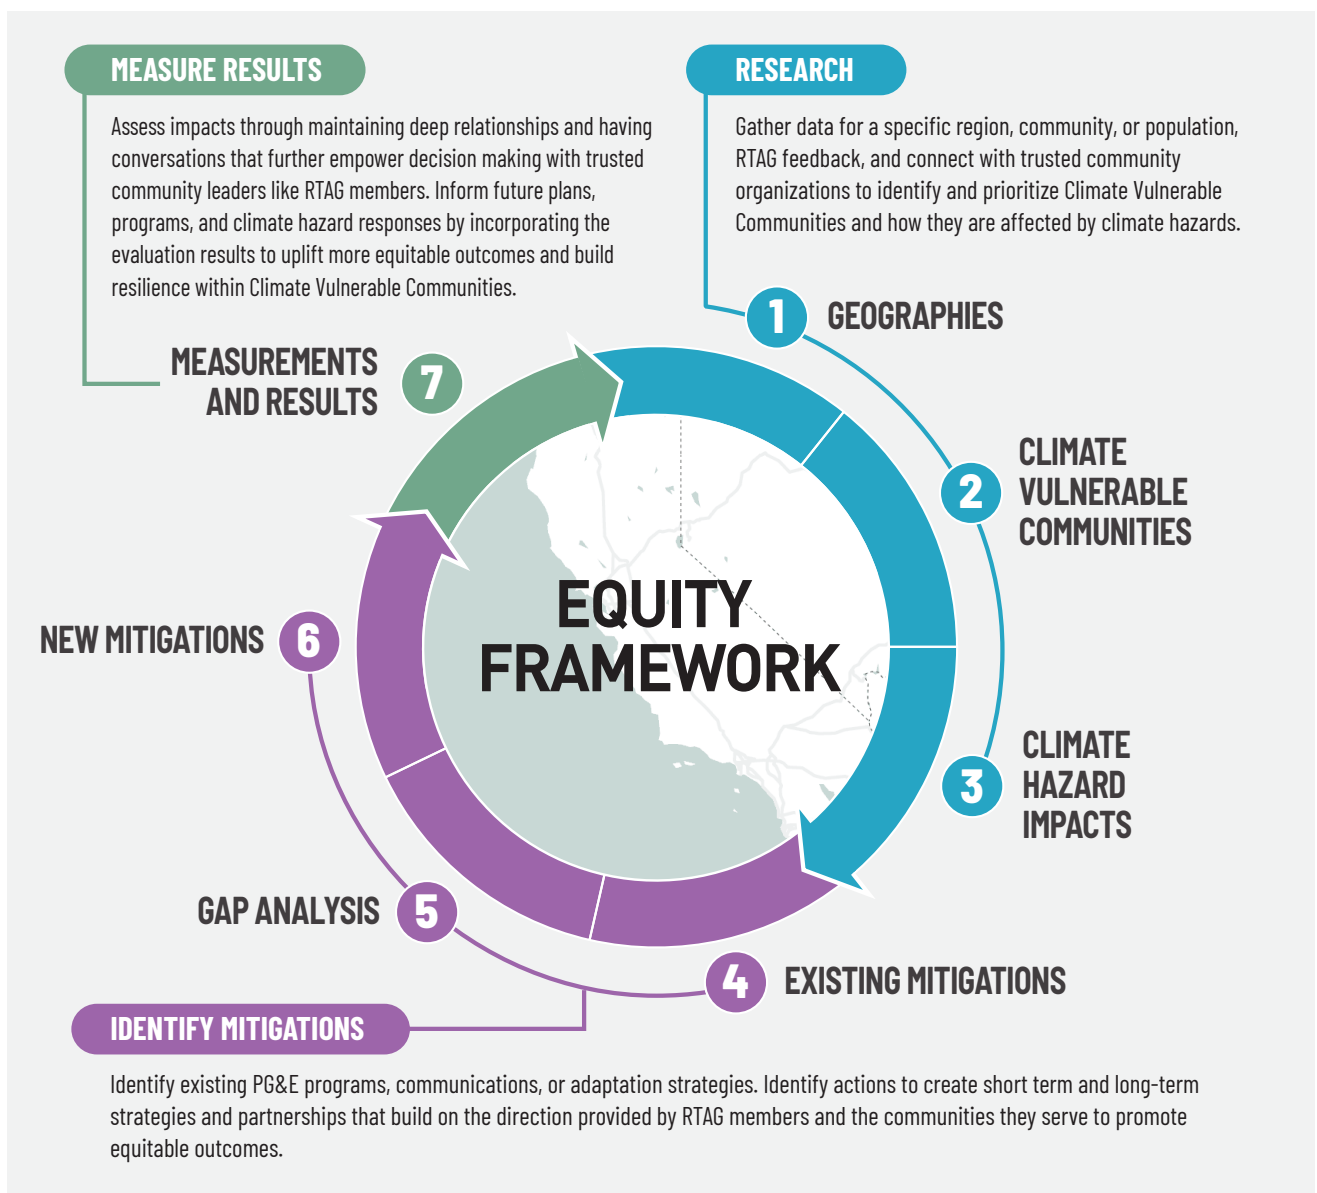 MEASURE RESULTS
Assess impacts through maintaining deep relationships and having
conversations that further empower decision making with trusted
community leaders like RTAG members. Inform future plans,
programs, and climate hazard responses by incorporating the
evaluation results to uplift more equitable outcomes and build
resilience within Climate Vulnerable Communities.
RESEARCH
Gather data for a specific region, community, or population,
RTAG feedback, and connect with trusted community
organizations to identify and prioritize Climate Vulnerable
Communities and how they are affected by climate hazards.
1
GEOGRAPHIES
2
CLIMATE
VULNERABLE
COMMUNITIES
3
CLIMATE
HAZARD
IMPACTS
4
EXISTING MITIGATIONS
GAP ANALYSIS
5
NEW MITIGATIONS
6
MEASUREMENTS
AND RESULTS
7
EQUITY
FRAMEWORK
IDENTIFY MITIGATIONS
Identify existing PG&E programs, communications, or adaptation strategies. Identify actions to create short term and long-term
strategies and partnerships that build on the direction provided by RTAG members and the communities they serve to promote
equitable outcomes.